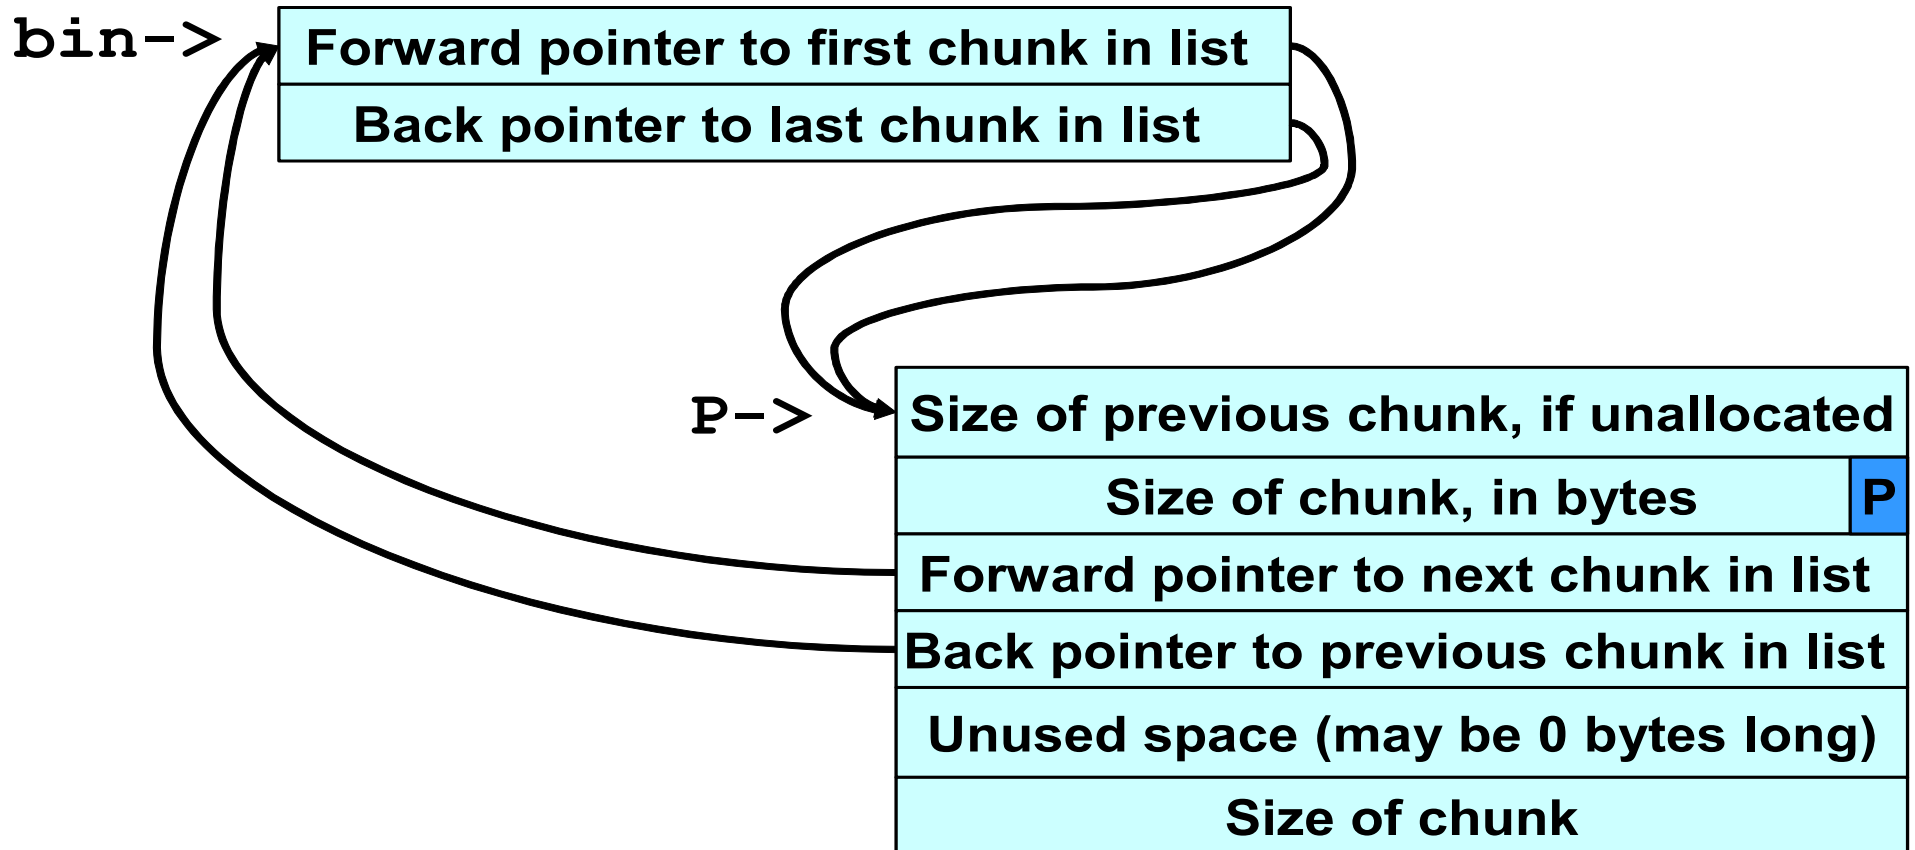 bin->
Forward pointer to first chunk in list
Back pointer to last chunk in list
P->
Size of previous chunk, if unallocated
Size of chunk, in bytes P
Forward pointer to next chunk in list
Back pointer to previous chunk in list
Unused space (may be 0 bytes long)
Size of chunk